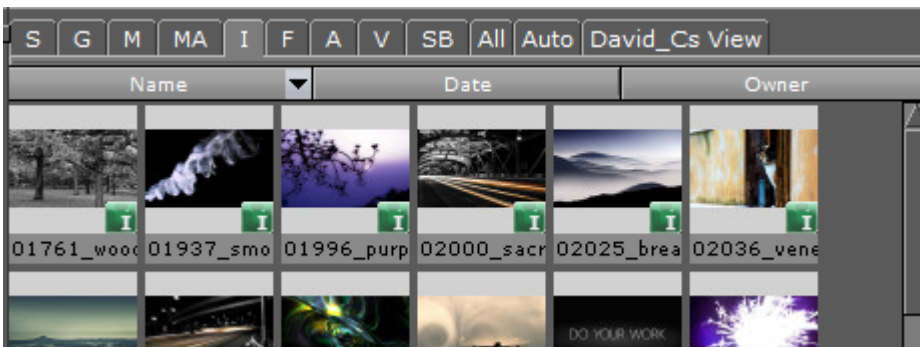 S G M MA I F A V SB All Auto David_Cs View
Name Date Owner
I I I I I I
01761_wood 01937_smo 01996_purp 02000_sacr 02025_brea 02036_vene
DO YOUR WORK